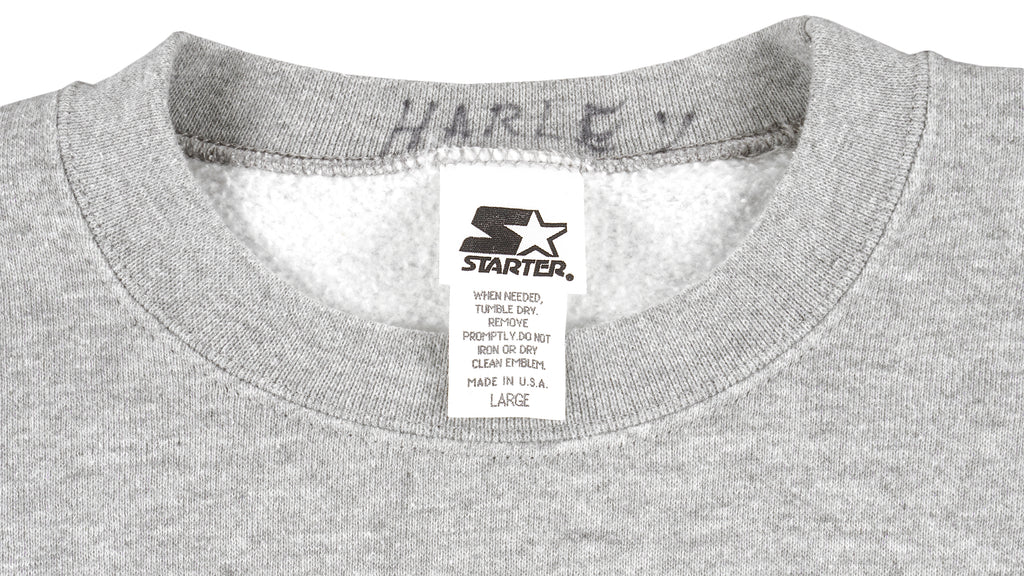 HARLEY
STARTER®
WHEN NEEDED,
TUMBLE DRY.
REMOVE
PROMPTLY.DO NOT
IRON OR DRY
CLEAN EMBLEM.
MADE IN U.S.A.
LARGE